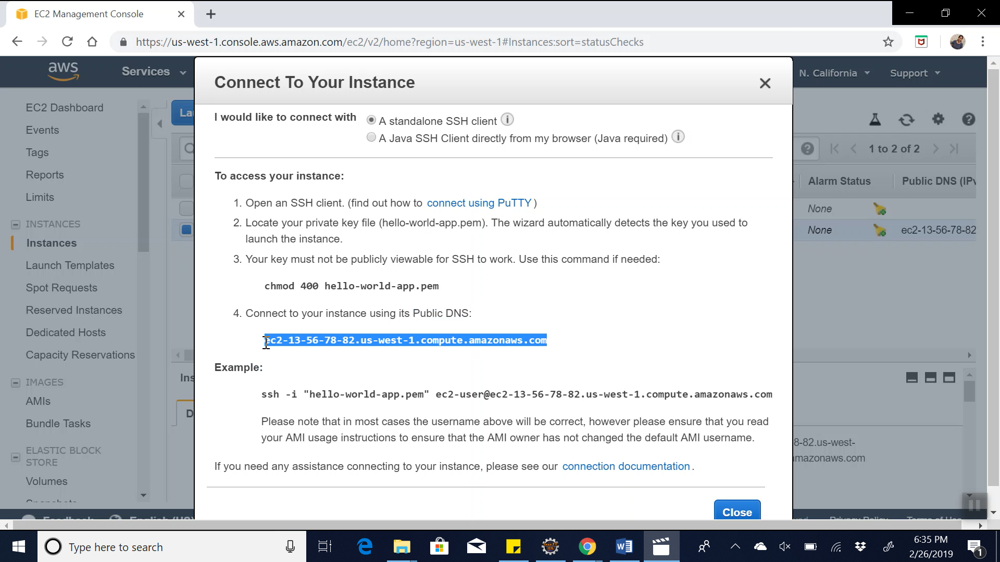 EC2 Management Console
https://us-west-1.console.aws.amazon.com/ec2/v2/home?region=us-west-1#Instances:sort=statusChecks
aws
Services
N. California
Support
Connect To Your Instance
I would like to connect with
A standalone SSH client
A Java SSH Client directly from my browser (Java required)
To access your instance:
1. Open an SSH client. (find out how to connect using PuTTY )
2. Locate your private key file (hello-world-app.pem). The wizard automatically detects the key you used to
launch the instance.
3. Your key must not be publicly viewable for SSH to work. Use this command if needed:
chmod 400 hello-world-app.pem
4. Connect to your instance using its Public DNS:
ec2-13-56-78-82.us-west-1.compute.amazonaws.com
Example:
ssh -i "hello-world-app.pem" ec2-user@ec2-13-56-78-82.us-west-1.compute.amazonaws.com
Please note that in most cases the username above will be correct, however please ensure that you read
your AMI usage instructions to ensure that the AMI owner has not changed the default AMI username.
If you need any assistance connecting to your instance, please see our connection documentation .
Close
EC2 Dashboard
Events
Tags
Reports
Limits
INSTANCES
Instances
Launch Templates
Spot Requests
Reserved Instances
Dedicated Hosts
Capacity Reservations
IMAGES
AMIs
Bundle Tasks
ELASTIC BLOCK
STORE
Volumes
La
Ins
D
1 to 2 of 2
Alarm Status
Public DNS (IPv
None
None
ec2-13-56-78-82
8-82.us-west-
mazonaws.com
Type here to search
6:35 PM
2/26/2019
1